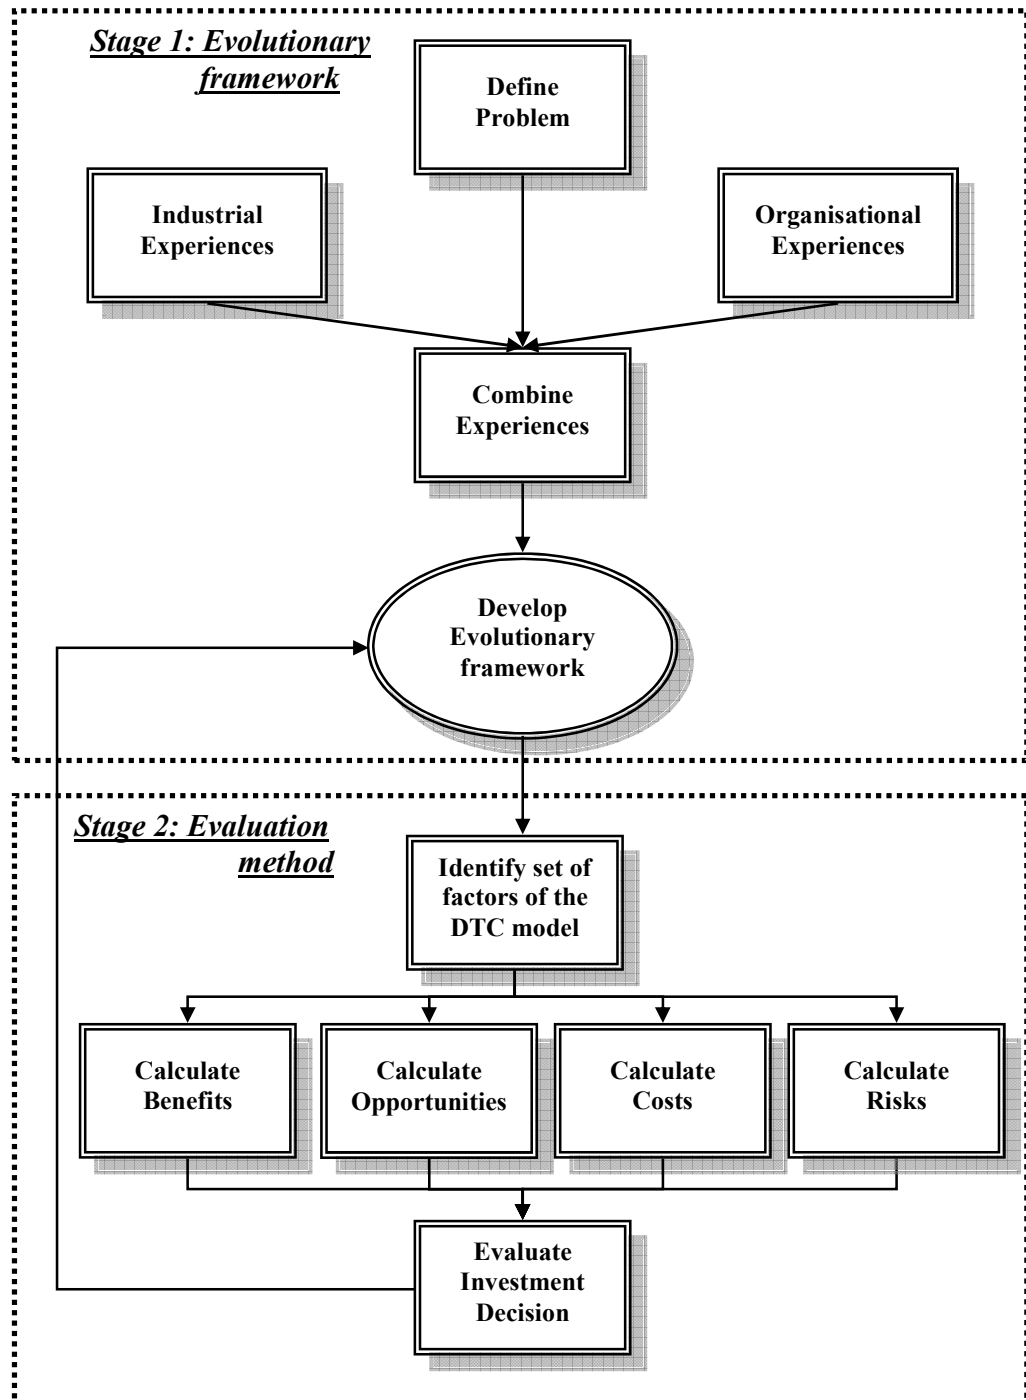 Stage 1: Evolutionary
framework
Define
Problem
Industrial
Experiences
Organisational
Experiences
Combine
Experiences
Develop
Evolutionary
framework
Stage 2: Evaluation
method
Identify set of
factors of the
DTC model
Calculate
Benefits
Calculate
Opportunities
Calculate
Costs
Calculate
Risks
Evaluate
Investment
Decision